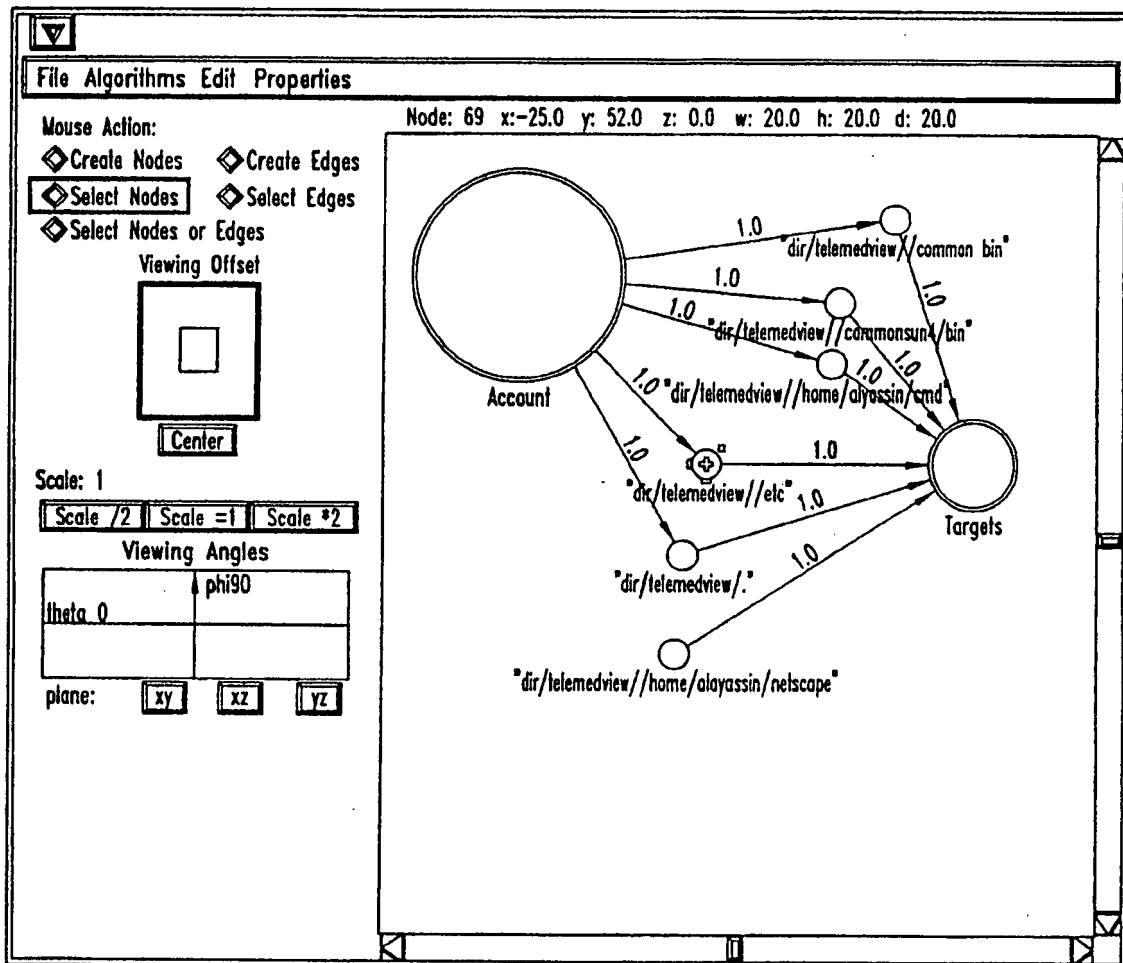 File Algorithms Edit Properties
Node: 69 x:-25.0 y: 52.0 z: 0.0 w: 20.0 h: 20.0 d: 20.0
Mouse Action:
Create Nodes Create Edges
Select Nodes Select Edges
Select Nodes or Edges
Viewing Offset
Center
Scale: 1
Scale /2 Scale =1 Scale *2
Viewing Angles
phi90
theta 0
plane: xy xz yz
1.0
"dir/telemedview//common bin"
1.0
1.0
1.0
"dir/telemedview//commonsun4/bin"
1.0
1.0
1.0
"dir/telemedview//home/alyassin/cmd"
Account
1.0
1.0
"dir/telemedview//etc"
1.0
Targets
1.0
"dir/telemedview/."
"dir/telemedview//home/alayassin/netscape"